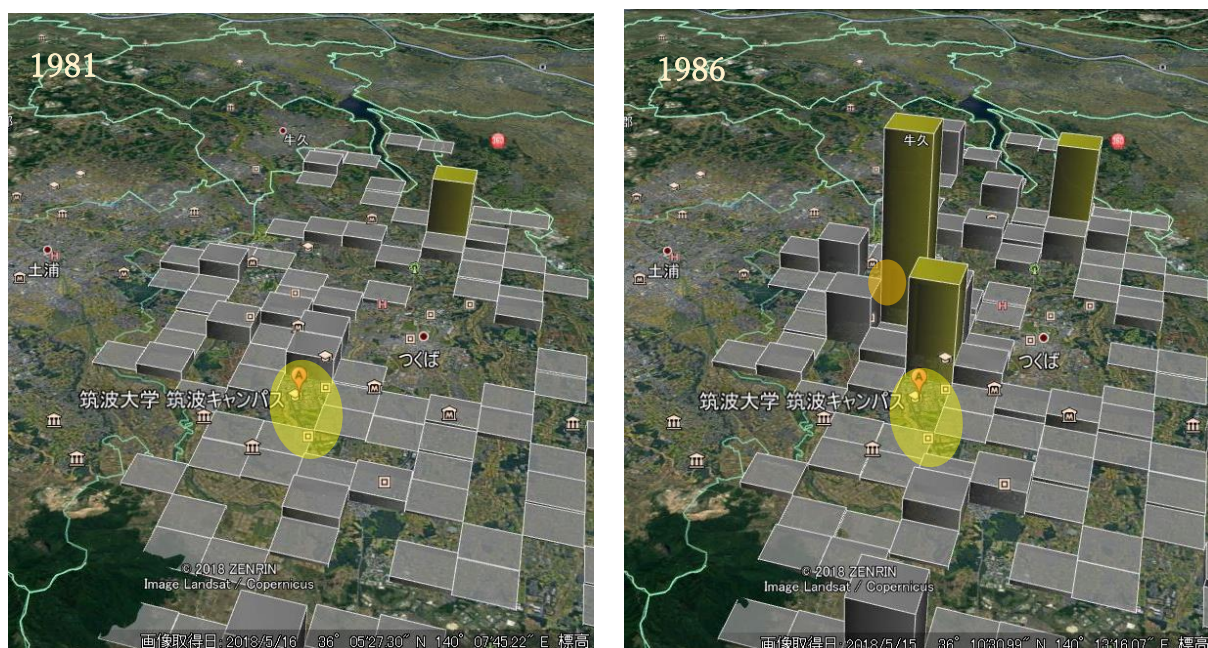 1981
牛久
土浦
つくば
筑波大学 筑波キャンパス
© 2018 ZENRIN
Image Landsat / Copernicus
画像取得日: 2018/5/16 36° 05'27.30" N 140° 07'45.22" E 標高
1986
牛久
土浦
つくば
筑波大学 筑波キャンパス
© 2018 ZENRIN
Image Landsat / Copernicus
画像取得日: 2018/5/15 36° 10'30.99" N 140° 13'16.07" E 標高